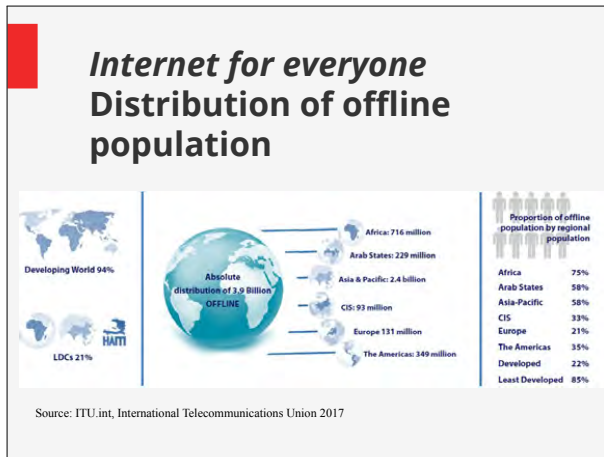 Internet for everyone
Distribution of offline
population
Developing World 94%
HAITI
LDCs 21%
Absolute
distribution of 3.9 Billion
OFFLINE
Africa: 716 million
Arab States: 229 million
Asia & Pacific: 2.4 billion
CIS: 93 million
Europe 131 million
The Americas: 349 million
Proportion of offline
population by regional
population
Africa 75%
Arab States 58%
Asia-Pacific 58%
CIS 33%
Europe 21%
The Americas 35%
Developed 22%
Least Developed 85%
Source: ITU.int, International Telecommunications Union 2017